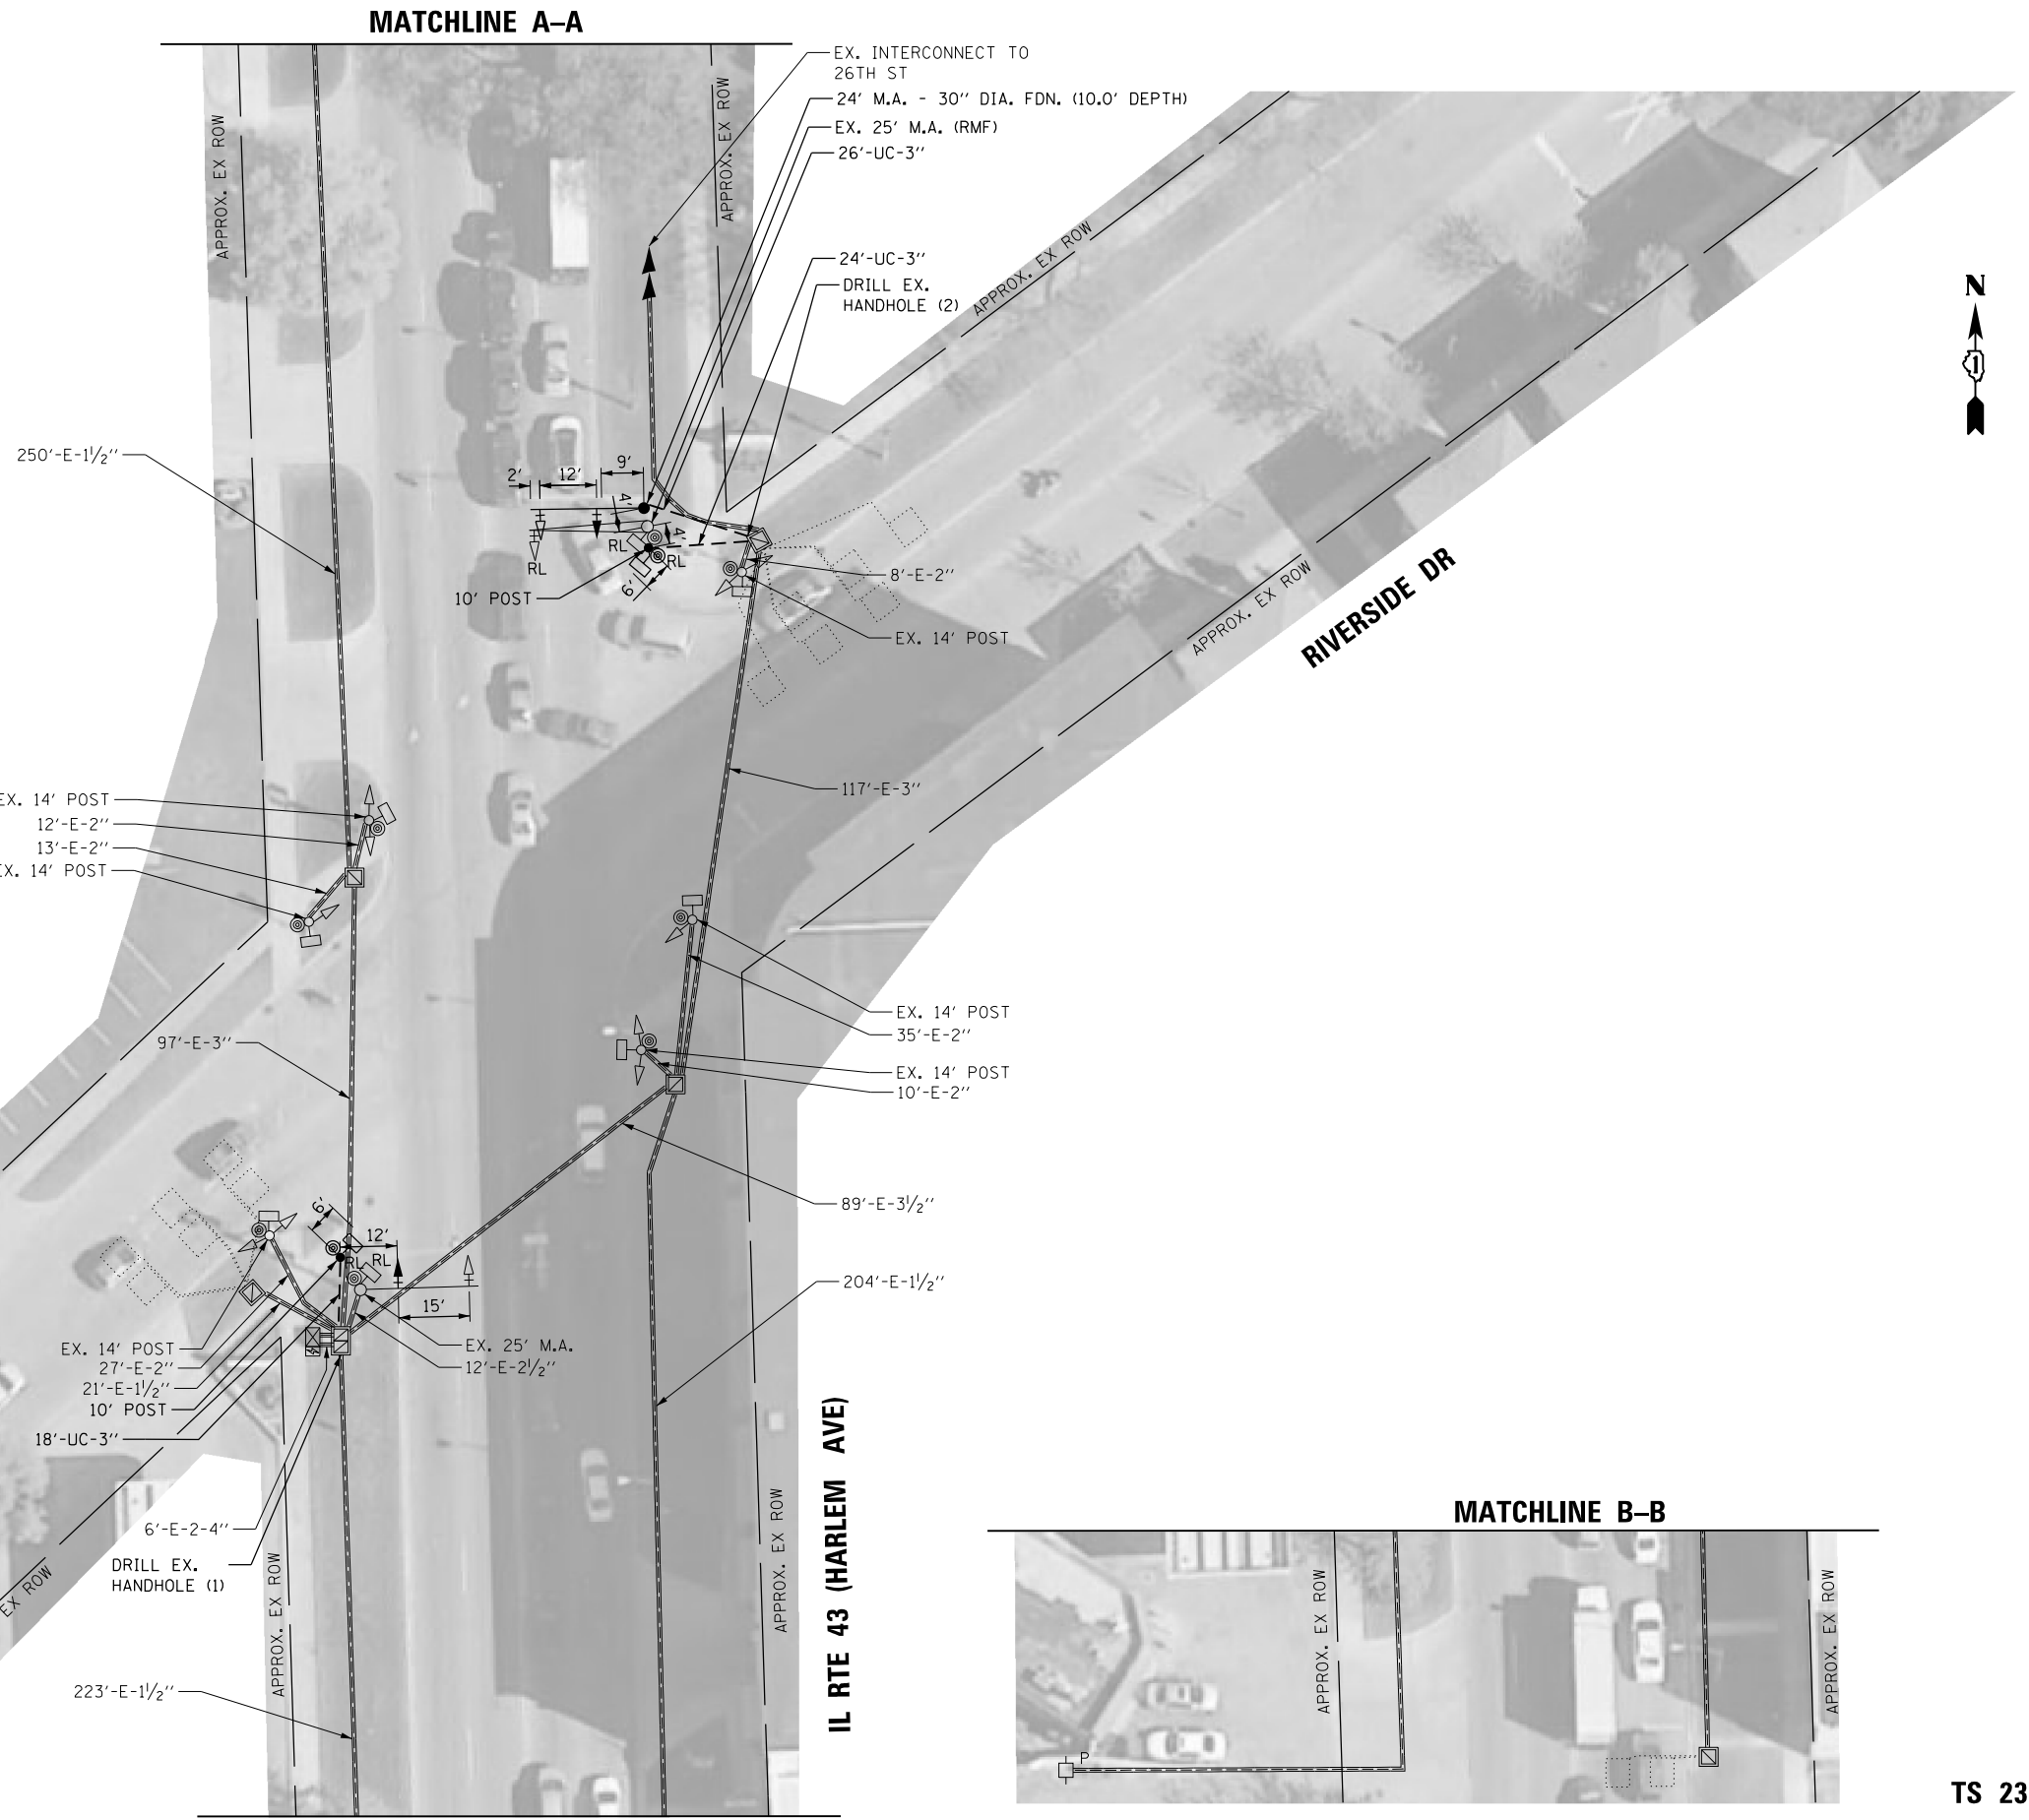 MATCHLINE A–A
EX. INTERCONNECT TO
26TH ST
24' M.A. - 30'' DIA. FDN. (10.0' DEPTH)
EX. 25' M.A. (RMF)
26'-UC-3''
APPROX. EX ROW
APPROX. EX ROW
24'-UC-3''
DRILL EX.
HANDHOLE (2)
APPROX. EX ROW
N
1
250'-E-1½''
2'
12'
9'
4'
4'
RL
RL
RL
9'
10' POST
8'-E-2''
EX. 14' POST
APPROX. EX ROW
RIVERSIDE DR
117'-E-3''
EX. 14' POST
12'-E-2''
13'-E-2''
EX. 14' POST
EX. 14' POST
35'-E-2''
97'-E-3''
EX. 14' POST
10'-E-2''
89'-E-3½''
6'
12'
RL
RL
15'
204'-E-1½''
EX. 14' POST
27'-E-2''
21'-E-1½''
10' POST
18'-UC-3''
EX. 25' M.A.
12'-E-2½''
6'-E-2-4''
DRILL EX.
HANDHOLE (1)
EX ROW
APPROX. EX ROW
223'-E-1½''
IL RTE 43 (HARLEM AVE)
APPROX. EX ROW
MATCHLINE B–B
APPROX. EX ROW
APPROX. EX ROW
P
TS 23